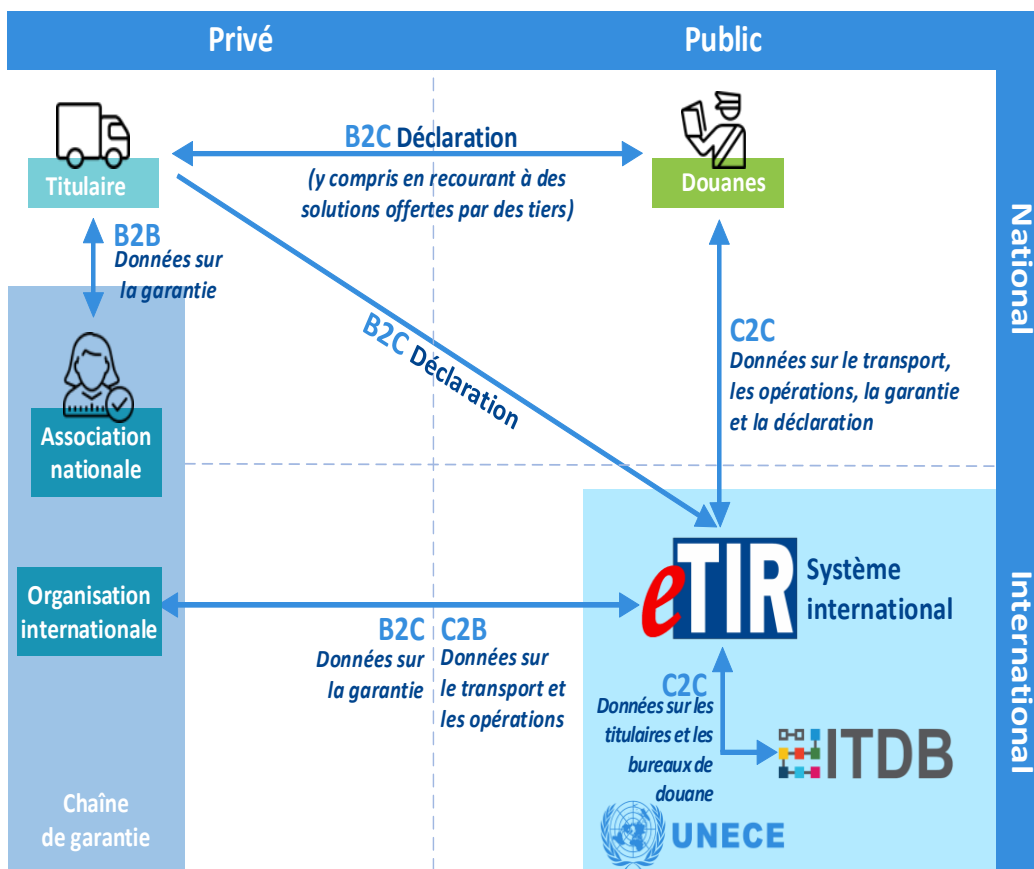 Privé
Public
National
International
B2C Déclaration
(y compris en recourant à des
solutions offertes par des tiers)
Titulaire
Douanes
B2B
Données sur
la garantie
B2C Déclaration
C2C
Données sur le transport,
les opérations, la garantie
et la déclaration
Association
nationale
Organisation
internationale
eTIR
Système
international
B2C
Données sur
la garantie
C2B
Données sur
le transport et
les opérations
C2C
Données sur les
titulaires et les
bureaux de
douane
ITDB
Chaîne
de garantie
UNECE